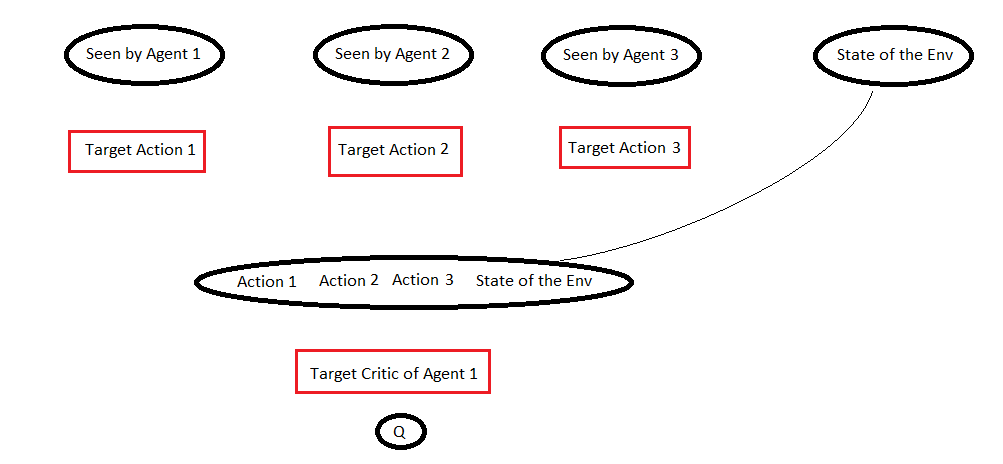 Seen by Agent 1
Seen by Agent 2
Seen by Agent 3
State of the Env
Target Action 1
Target Action 2
Target Action 3
Action 1 Action 2 Action 3 State of the Env
Target Critic of Agent 1
Q